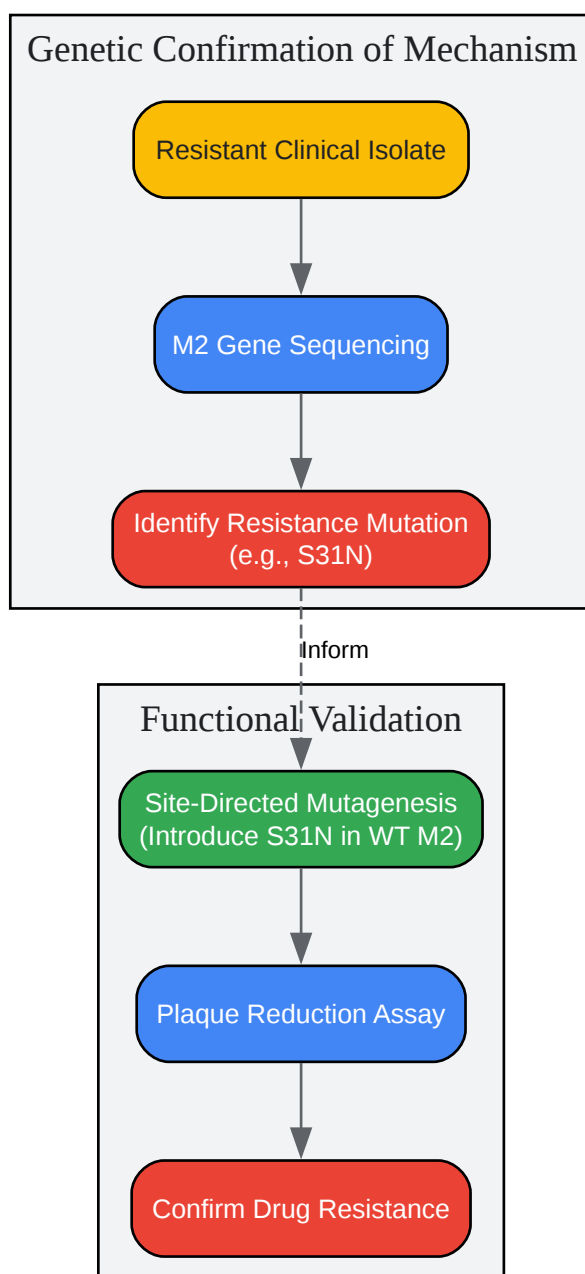 Genetic Confirmation of Mechanism
Resistant Clinical Isolate
M2 Gene Sequencing
Identify Resistance Mutation
(e.g., S31N)
Inform
Functional Validation
Site-Directed Mutagenesis
(Introduce S31N in WT M2)
Plaque Reduction Assay
Confirm Drug Resistance